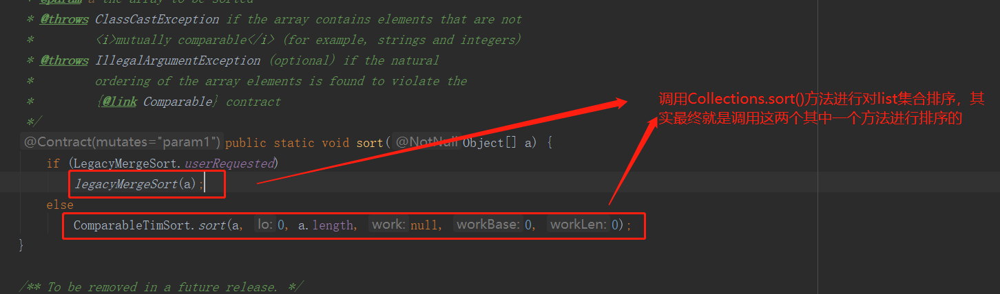 * @param a the array to be sorted
* @throws ClassCastException if the array contains elements that are not
* <i>mutually comparable</i> (for example, strings and integers)
* @throws IllegalArgumentException (optional) if the natural
* ordering of the array elements is found to violate the
* {@link Comparable} contract
*/
调用Collections.sort()方法进行对list集合排序，其
实最终就是调用这两个其中一个方法进行排序的
@Contract(mutates="param1") public static void sort( @NotNull Object[] a) {
if (LegacyMergeSort.userRequested)
legacyMergeSort(a);
else
ComparableTimSort.sort(a, lo: 0, a.length, work: null, workBase: 0, workLen: 0);
}
/** To be removed in a future release. */